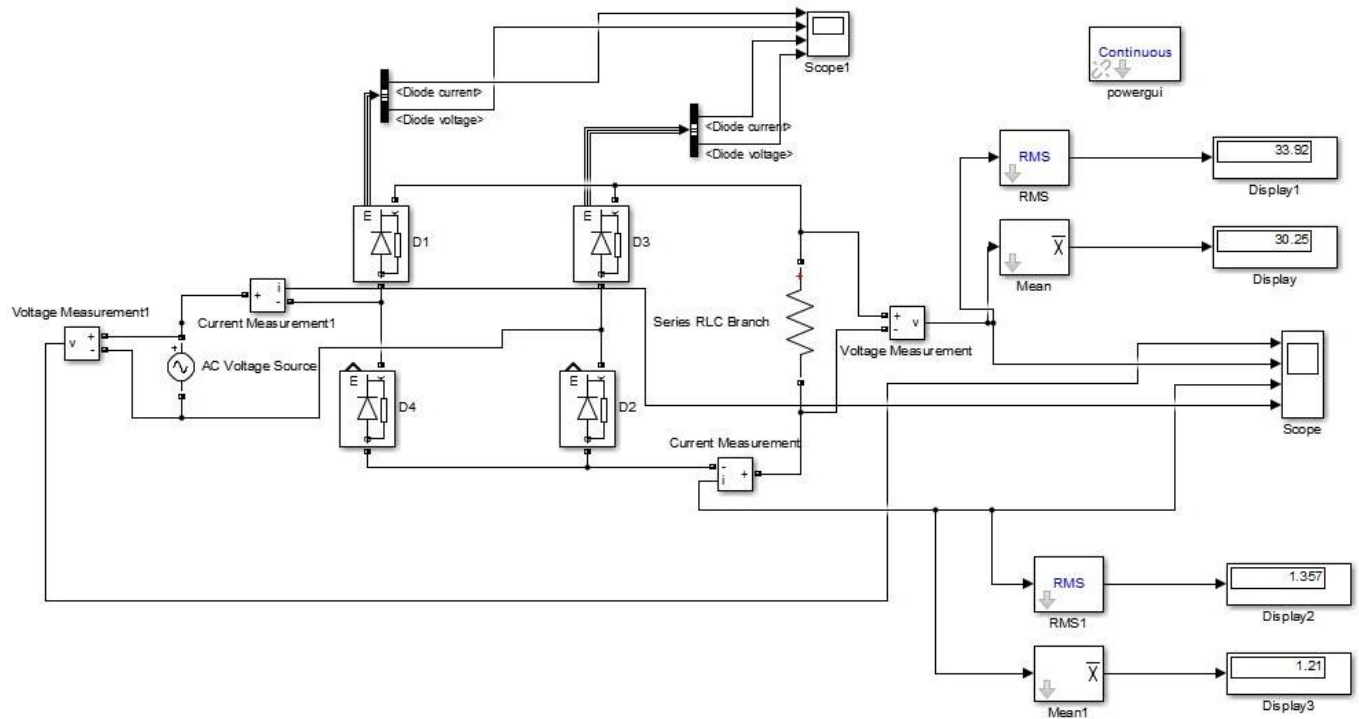 Scope1
Continuous
powergui
<Diode current>
<Diode voltage>
<Diode current>
<Diode voltage>
RMS
RMS
33.92
Display1
m
k
a
D1
m
k
a
D3
X
Mean
30.25
Display
i
+
-
Current Measurement1
Voltage Measurement1
v
+
-
+
AC Voltage Source
Series RLC Branch
+
+
-
v
Voltage Measurement
m
k
a
D4
m
k
a
D2
Scope
Current Measurement
-
i
+
RMS
RMS1
1.357
Display2
X
Mean1
1.21
Display3